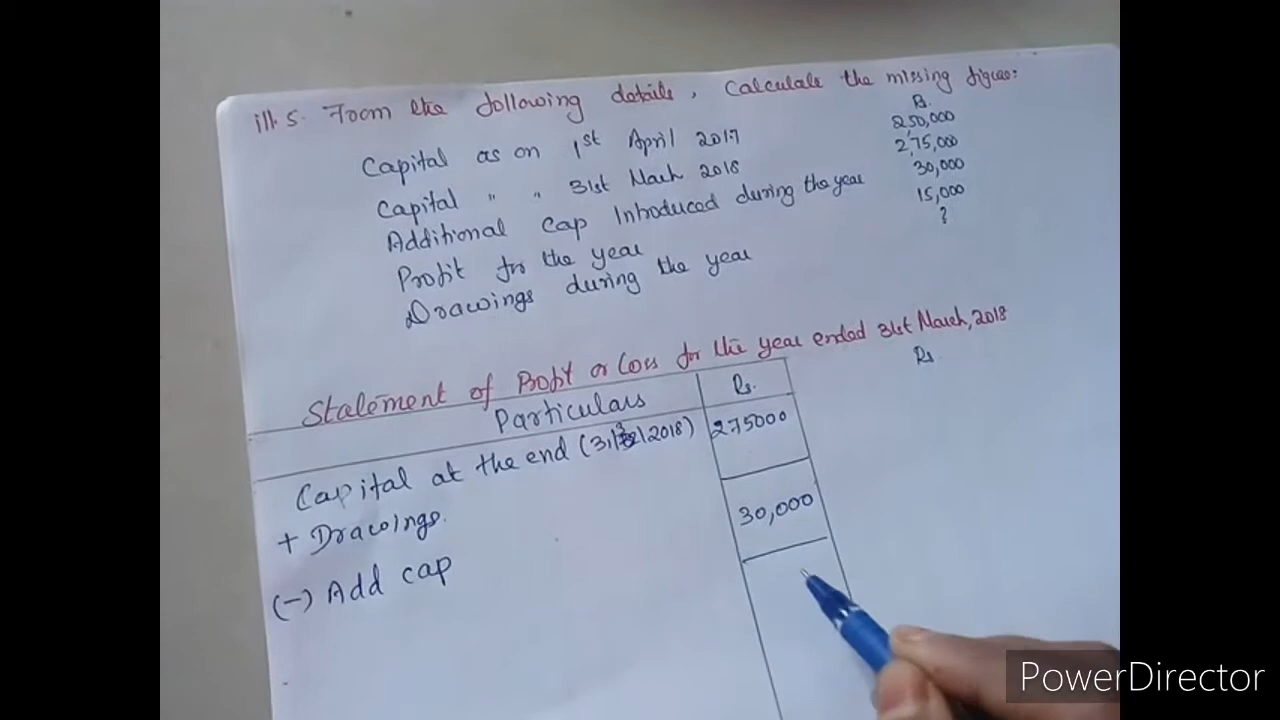 ill. 5. From the following details, Calculate the missing figure:
Rs.
Capital as on 1st April 2017 250,000
Capital " " 31st March 2018 2,75,000
Additional Cap Introduced during the year 30,000
Profit for the year 15,000
Drawings during the year ?
Statement of Profit or Loss for the year ended 31st March, 2018
Particulars Rs. Rs
Capital at the end (31/3/2018) 275000
+ Drawings.
(-) Add cap 30,000
PowerDirector